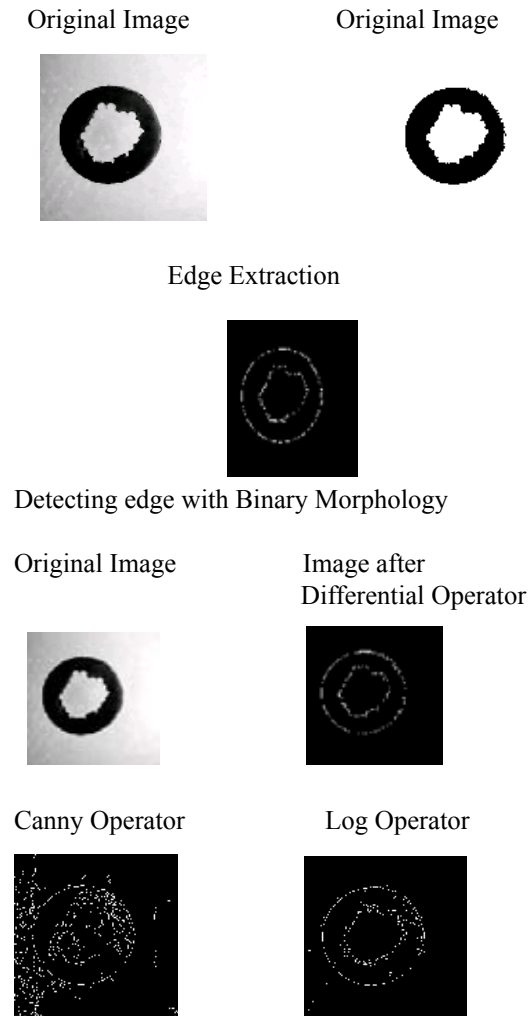 Original Image
Original Image
Edge Extraction
Detecting edge with Binary Morphology
Original Image
Image after
Differential Operator
Canny Operator
Log Operator